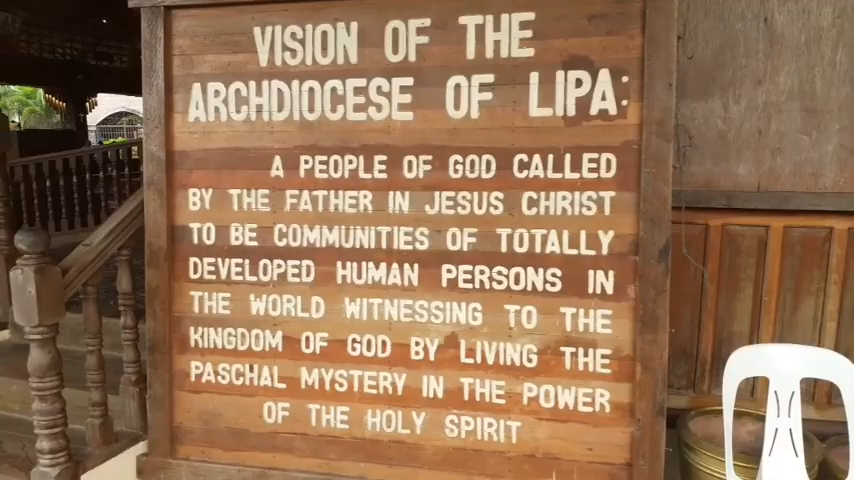 VISION OF THE
ARCHDIOCESE OF LIPA:
A PEOPLE OF GOD CALLED
BY THE FATHER IN JESUS CHRIST
TO BE COMMUNITIES OF TOTALLY
DEVELOPED HUMAN PERSONS IN
THE WORLD WITNESSING TO THE
KINGDOM OF GOD BY LIVING THE
PASCHAL MYSTERY IN THE POWER
OF THE HOLY SPIRIT